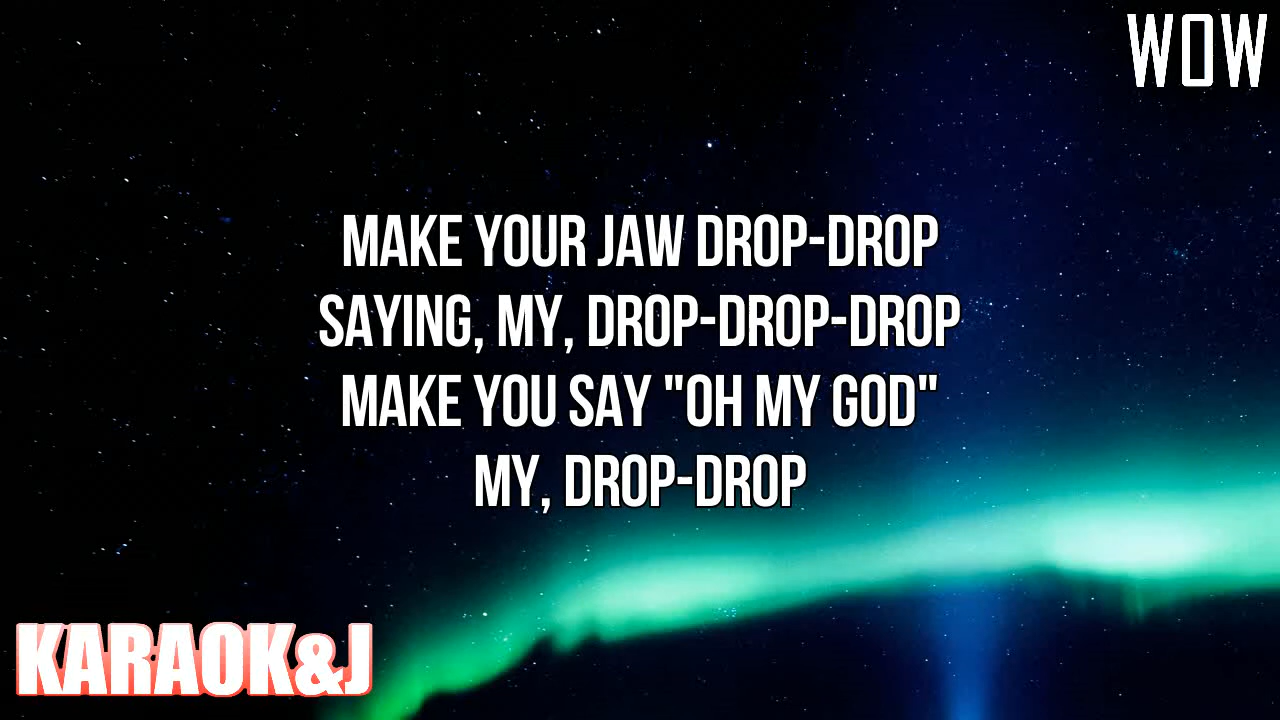 WOW
MAKE YOUR JAW DROP-DROP
SAYING, MY, DROP-DROP-DROP
MAKE YOU SAY "OH MY GOD"
MY, DROP-DROP
KARAOK&J